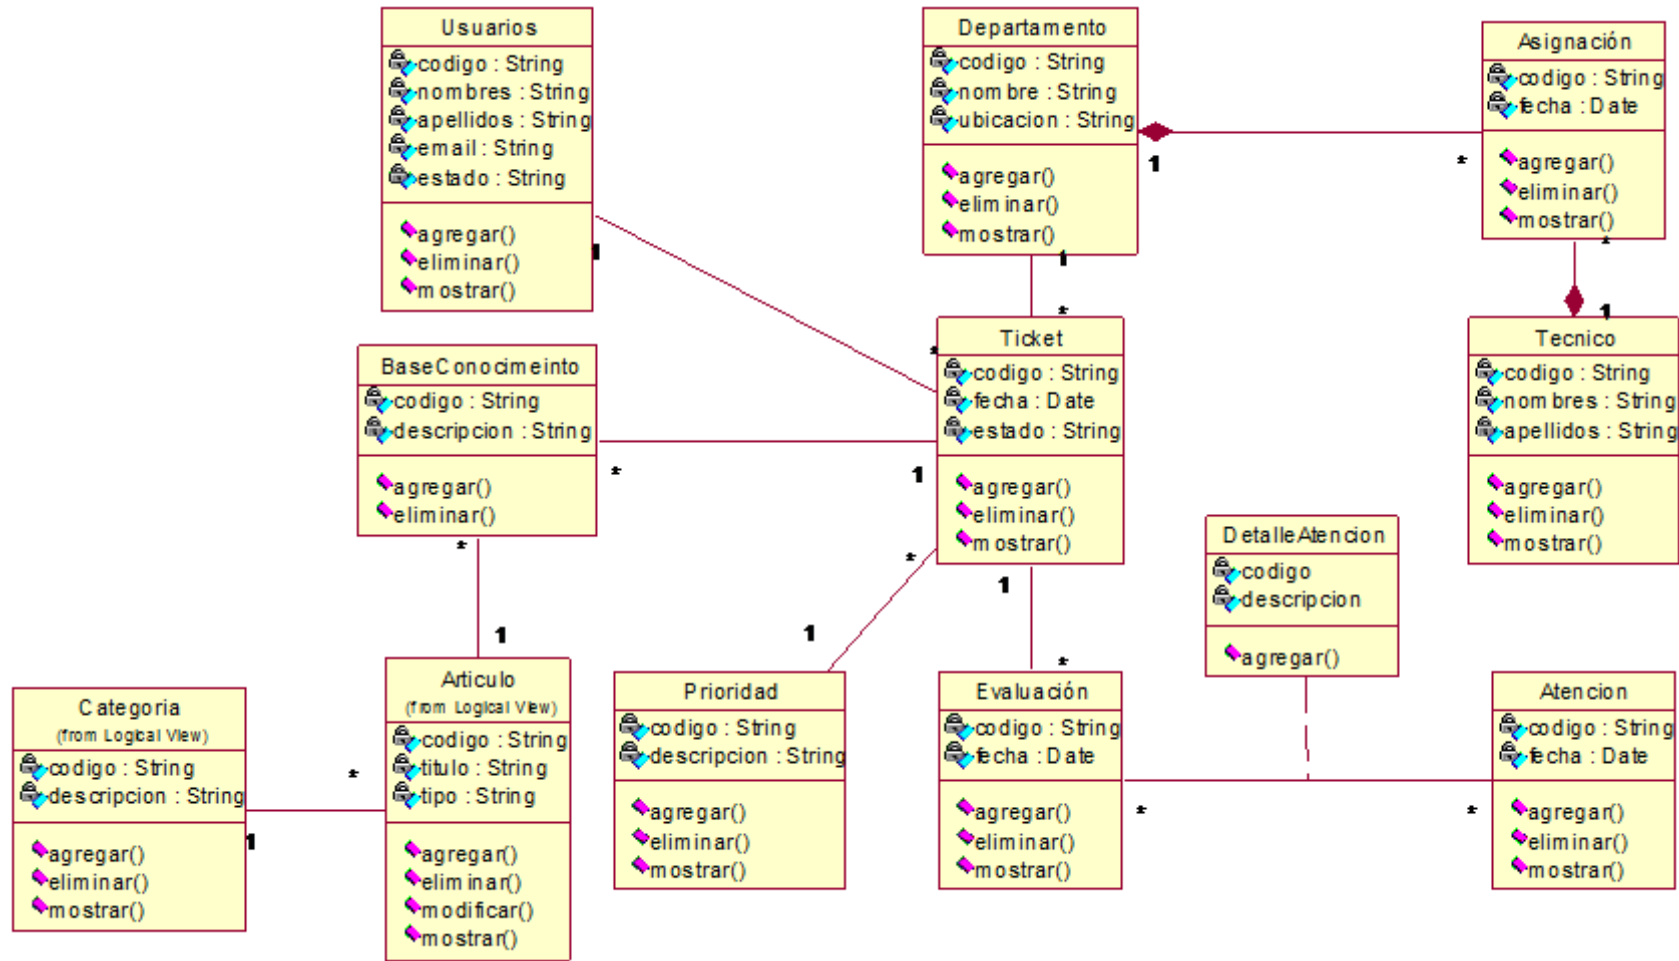 Usuarios
codigo : String
nombres : String
apellidos : String
email : String
estado : String
agregar()
eliminar()
mostrar()
1
*
Departamento
codigo : String
nombre : String
ubicacion : String
agregar()
eliminar()
mostrar()
1
*
1
*
Asignación
codigo : String
fecha : Date
agregar()
eliminar()
mostrar()
*
1
Tecnico
codigo : String
nombres : String
apellidos : String
agregar()
eliminar()
mostrar()
BaseConocimeinto
codigo : String
descripcion : String
agregar()
eliminar()
*
1
*
1
Ticket
codigo : String
fecha : Date
estado : String
agregar()
eliminar()
mostrar()
*
1
1
*
DetalleAtencion
codigo
descripcion
agregar()
Categoria
(from Logical View)
codigo : String
descripcion : String
agregar()
eliminar()
mostrar()
1
*
Articulo
(from Logical View)
codigo : String
titulo : String
tipo : String
agregar()
eliminar()
modificar()
mostrar()
Prioridad
codigo : String
descripcion : String
agregar()
eliminar()
mostrar()
Evaluación
codigo : String
fecha : Date
agregar()
eliminar()
mostrar()
*
*
Atencion
codigo : String
fecha : Date
agregar()
eliminar()
mostrar()